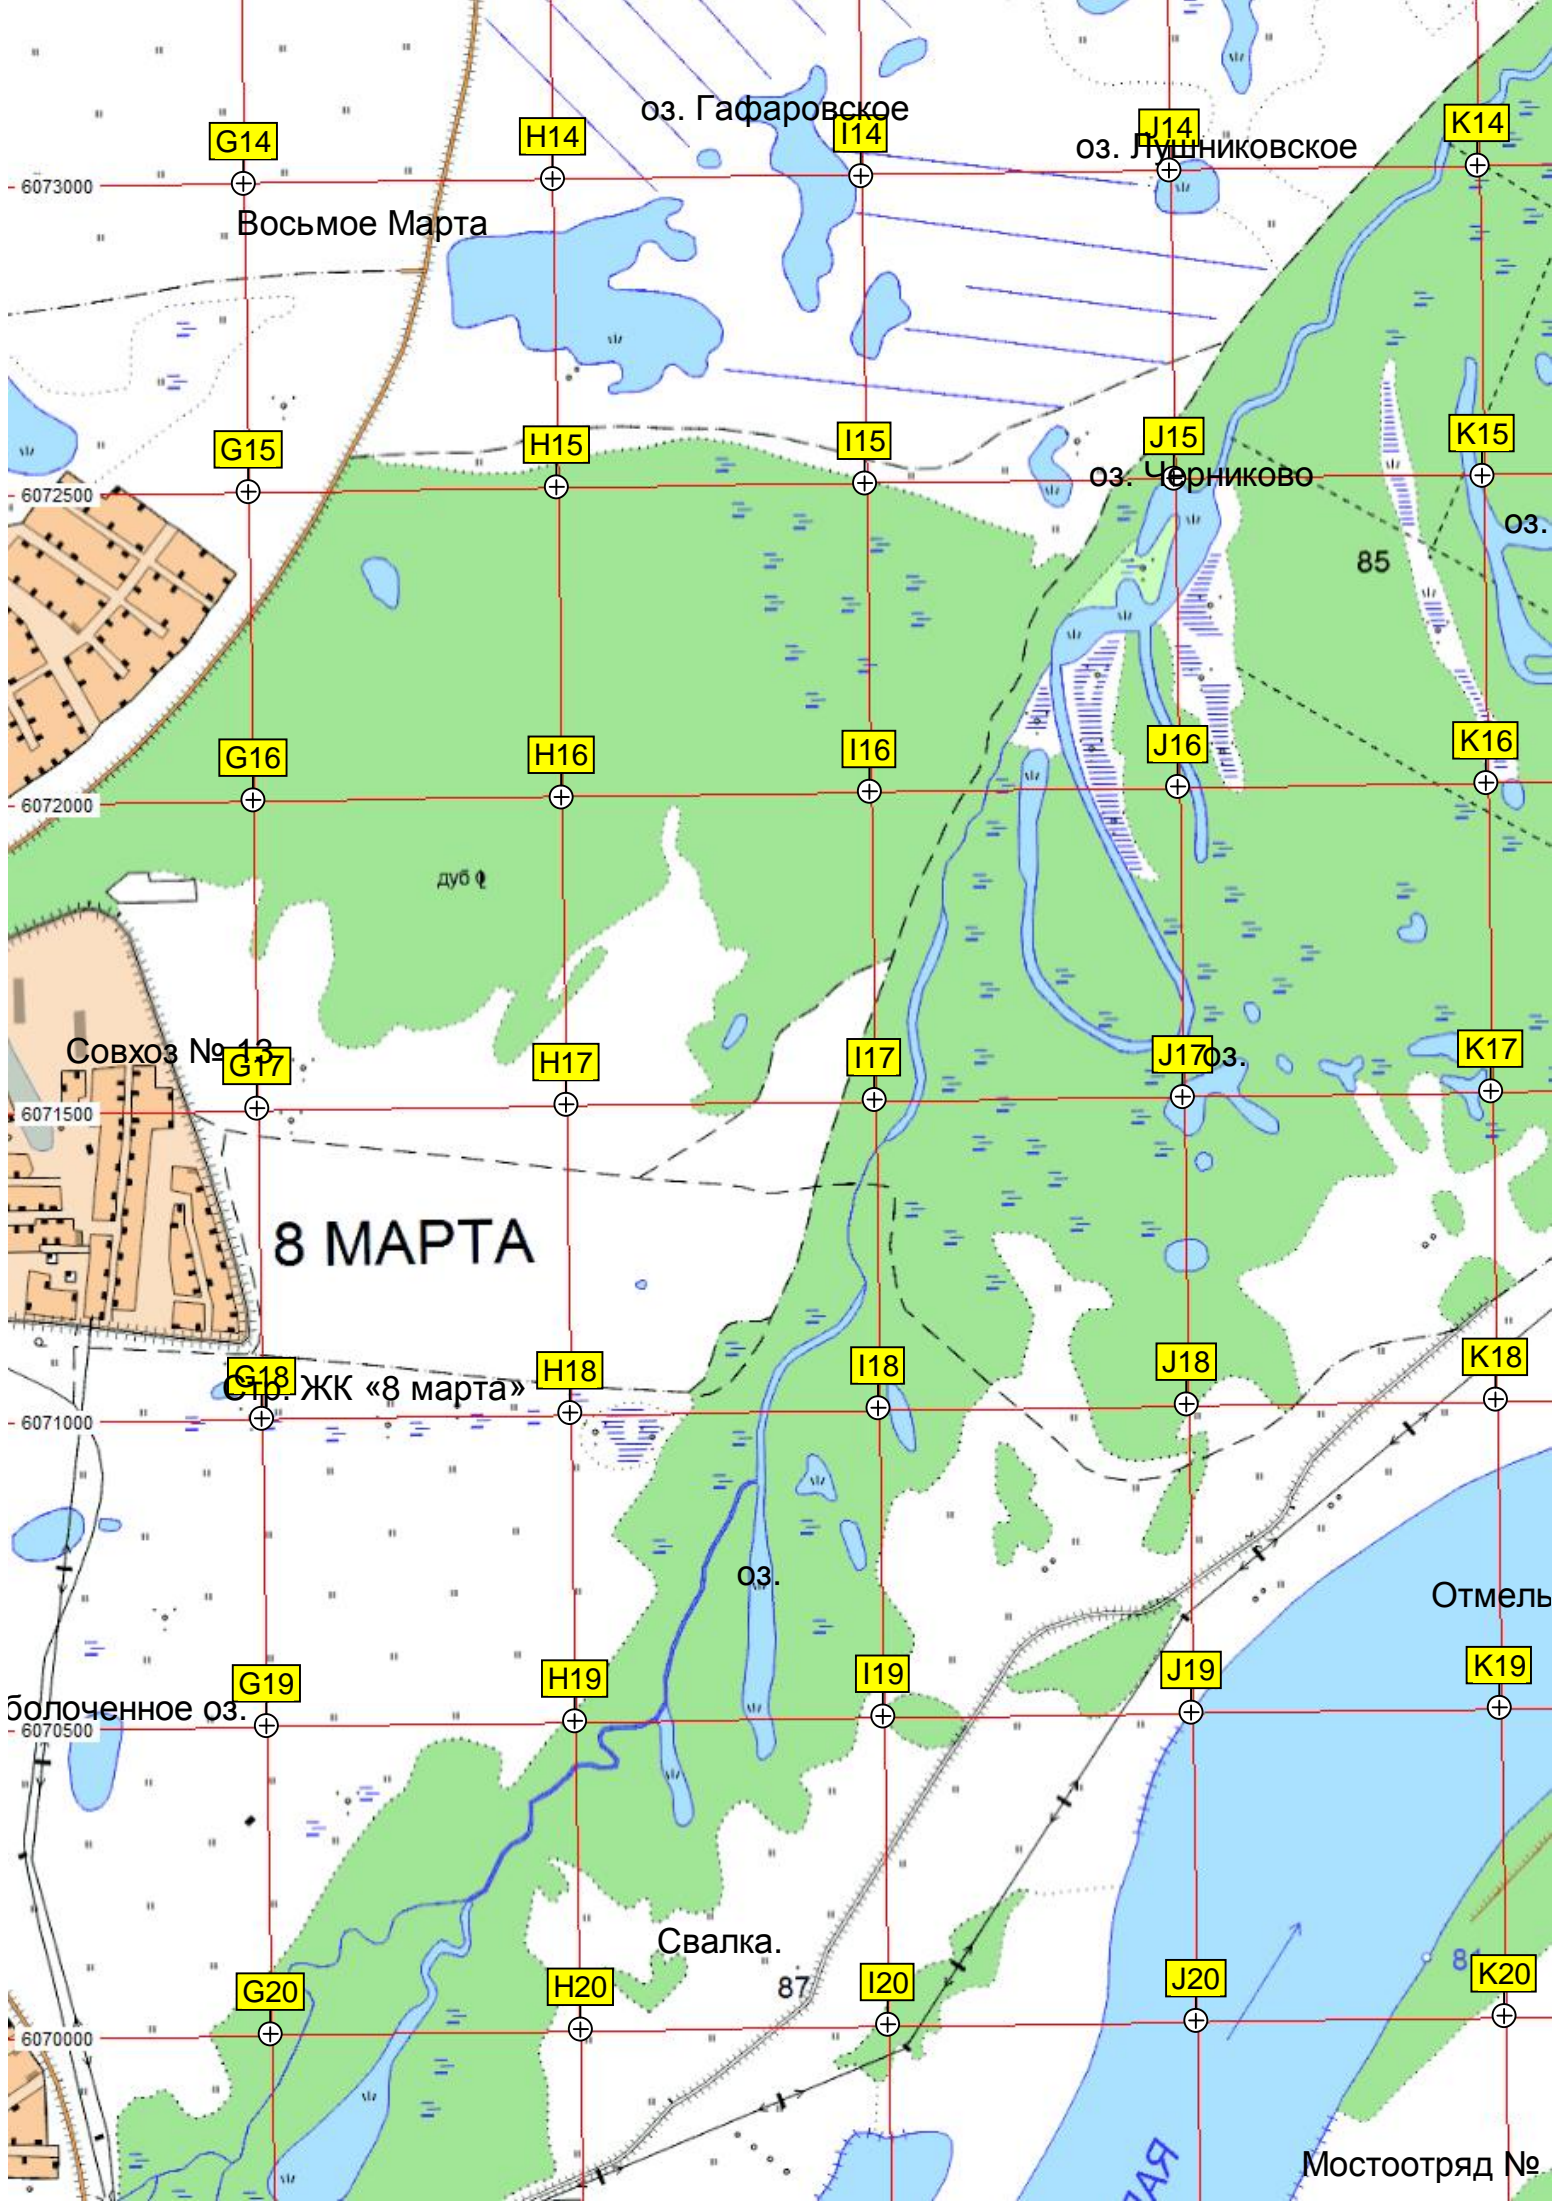 оз. Гафаровское
G14 H14 I14 J14 K14
оз. Лушниковское
6073000
Восьмое Марта
G15 H15 I15 J15 K15
оз. Черниково
6072500
оз.
85
G16 H16 I16 J16 K16
6072000
дуб
Совхоз № 13
G17 H17 I17 J17 K17
оз.
6071500
8 МАРТА
G18 H18 I18 J18 K18
Стр. ЖК «8 марта»
6071000
оз.
Отмель
G19 H19 I19 J19 K19
болоченное оз.
6070500
Свалка.
87
G20 H20 I20 J20 K20
6070000
Мостоотряд №